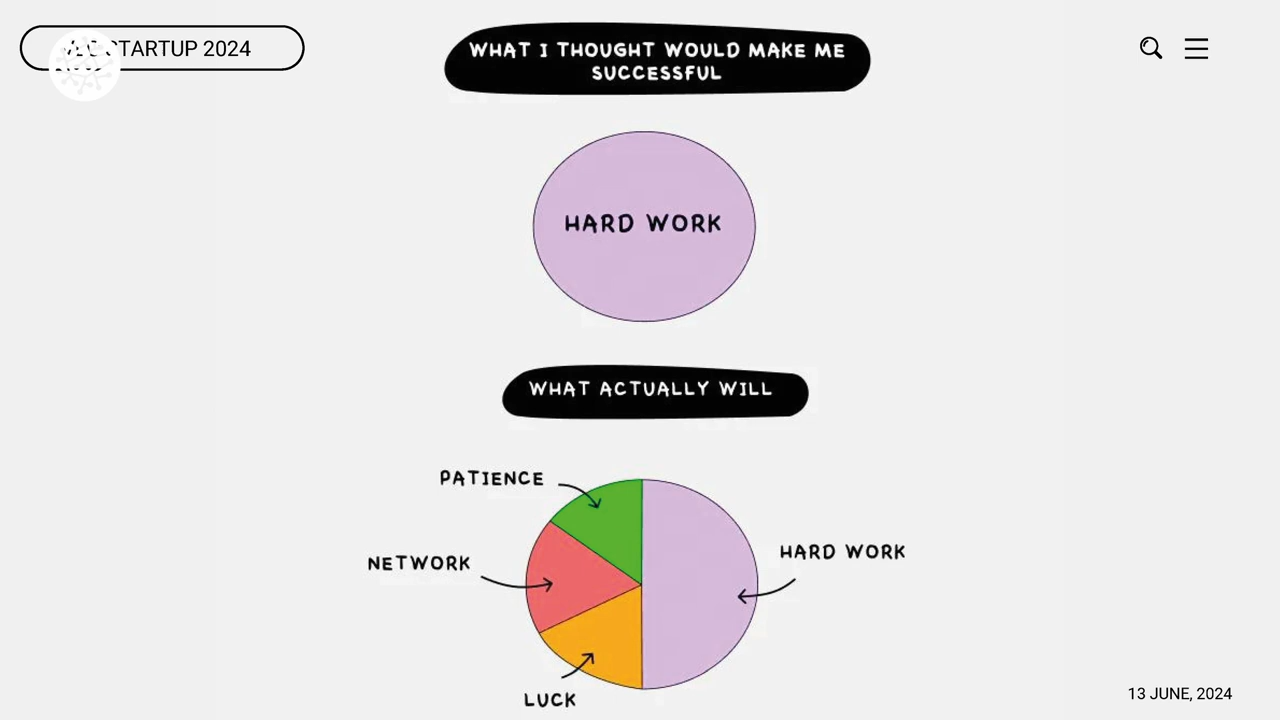 STARTUP 2024
WHAT I THOUGHT WOULD MAKE ME
SUCCESSFUL
HARD WORK
WHAT ACTUALLY WILL
PATIENCE
NETWORK
HARD WORK
LUCK
13 JUNE, 2024